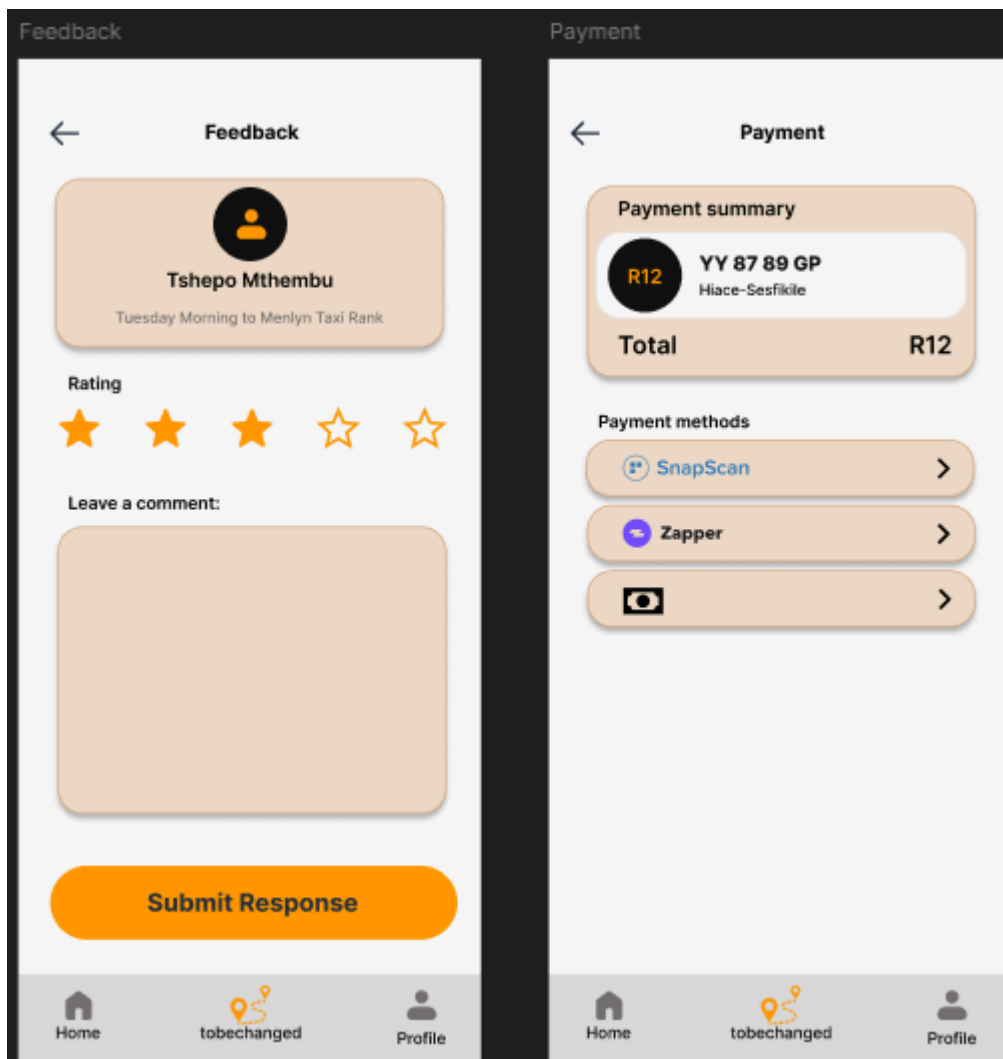 Feedback
Feedback
Tshepo Mthembu
Tuesday Morning to Menlyn Taxi Rank
Rating
Leave a comment:
Submit Response
Home
tobechanged
Profile
Payment
Payment
Payment summary
R12
YY 87 89 GP
Hiace-Sesfikile
Total R12
Payment methods
SnapScan
Zapper
Home
tobechanged
Profile